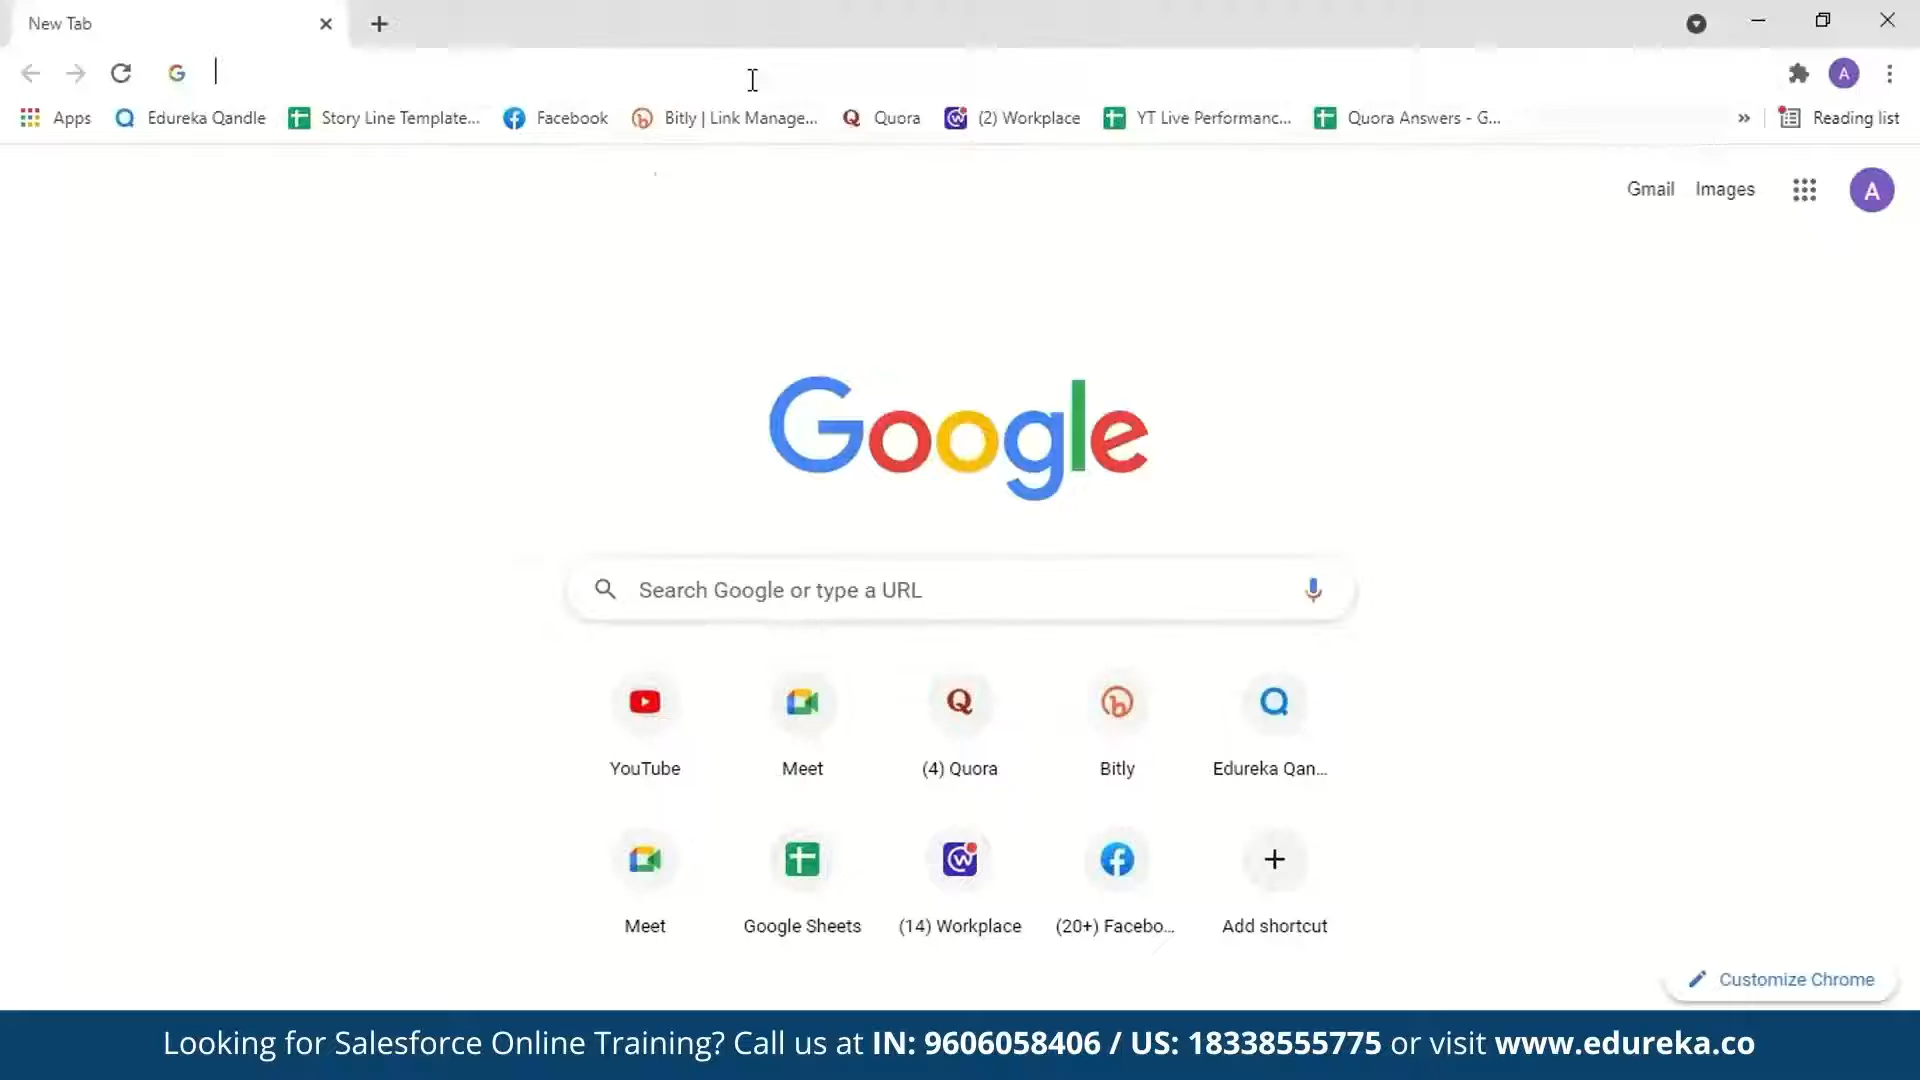 New Tab
Apps Edureka Qandle Story Line Template... Facebook Bitly | Link Manage... Quora (2) Workplace YT Live Performanc... Quora Answers - G... » Reading list
Gmail Images A
Google
Search Google or type a URL
YouTube Meet (4) Quora Bitly Edureka Qan...
Meet Google Sheets (14) Workplace (20+) Facebo... Add shortcut
Customize Chrome
Looking for Salesforce Online Training? Call us at IN: 9606058406 / US: 18338555775 or visit www.edureka.co